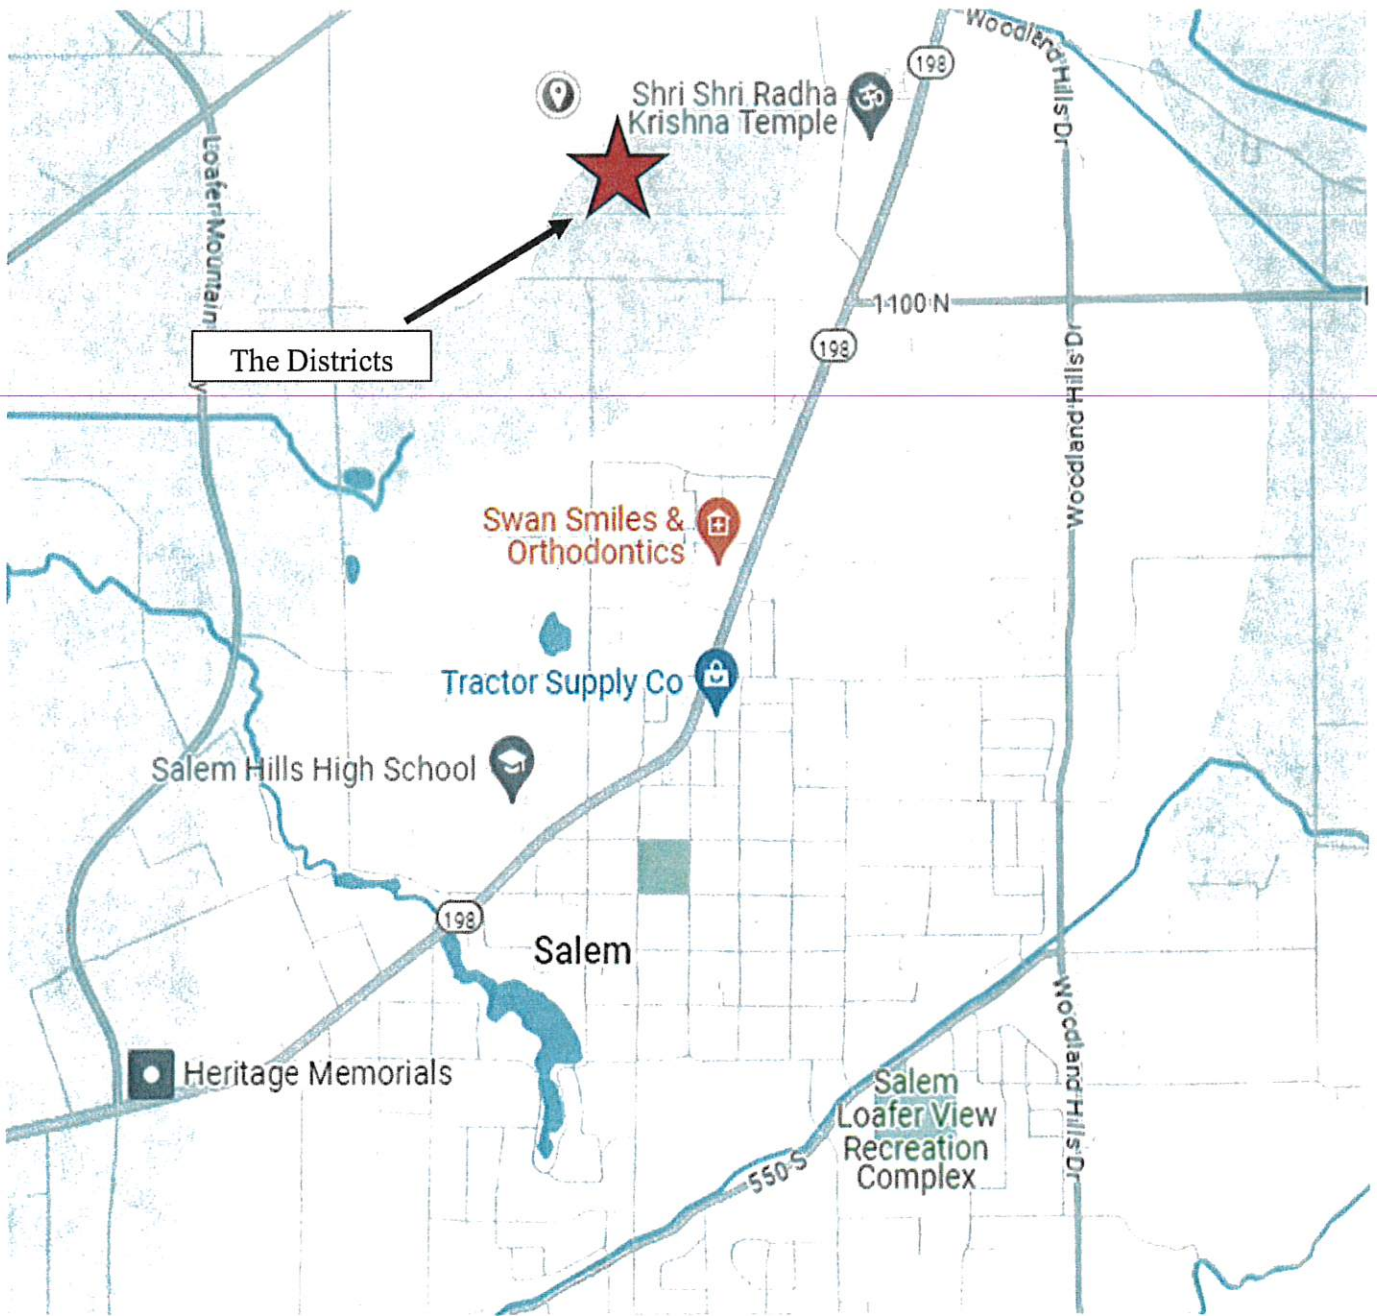 Woodland Hills Dr
198
Shri Shri Radha
Krishna Temple
Loafer Mountain
y
1100 N
198
The Districts
Woodland Hills Dr
Swan Smiles &
Orthodontics
Tractor Supply Co
Salem Hills High School
198
Salem
Heritage Memorials
Woodland Hills Dr
Salem
Loafer View
Recreation
Complex
550 S